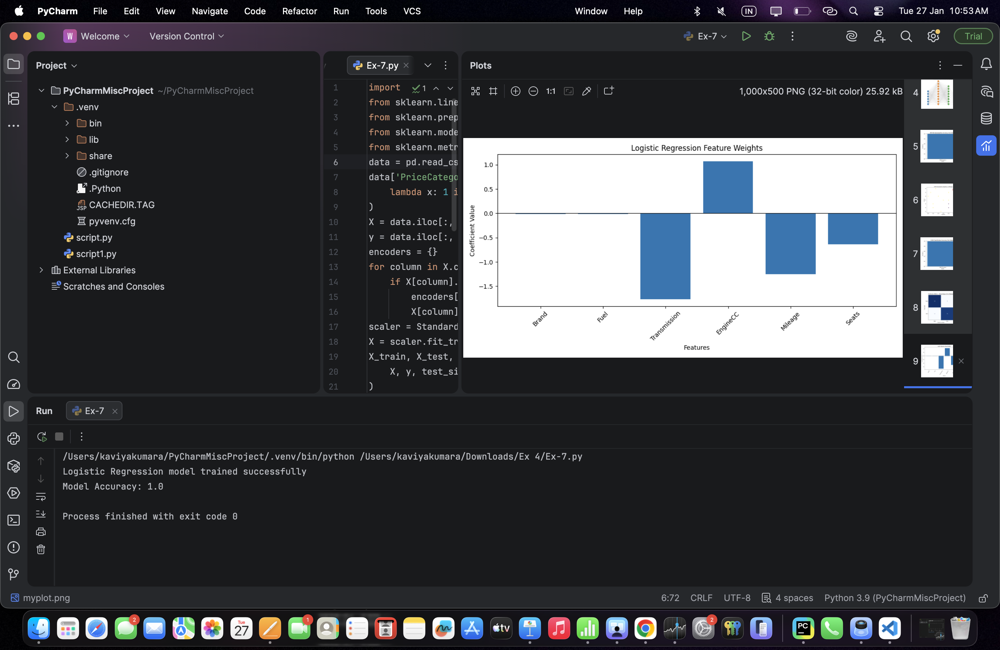 PyCharm File Edit View Navigate Code Refactor Run Tools VCS Window Help IN Tue 27 Jan 10:53 AM
W Welcome Version Control Ex-7 Trial
Project
PyCharmMiscProject ~/PyCharmMiscProject
.venv
bin
lib
share
.gitignore
.Python
JSP CACHEDIR.TAG
pyvenv.cfg
script.py
script1.py
External Libraries
Scratches and Consoles
Ex-7.py
1 import 1
2 from sklearn.line
3 from sklearn.prep
4 from sklearn.mode
5 from sklearn.metr
6 data = pd.read_cs
7 data['PriceCatego
8 lambda x: 1 i
9 )
10 X = data.iloc[:,
11 y = data.iloc[:,
12 encoders = {}
13 for column in X.c
14 if X[column].
15 encoders[
16 X[column]
17 scaler = Standard
18 X = scaler.fit_tr
19 X_train, X_test,
20 X, y, test_si
21 )
Plots
1:1 1,000x500 PNG (32-bit color) 25.92 kB
Logistic Regression Feature Weights
Coefficient Value
1.0
0.5
0.0
−0.5
−1.0
−1.5
Brand Fuel Transmission EngineCC Mileage Seats
Features
4
5
6
7
8
9
Run Ex-7
/Users/kaviyakumara/PyCharmMiscProject/.venv/bin/python /Users/kaviyakumara/Downloads/Ex 4/Ex-7.py
Logistic Regression model trained successfully
Model Accuracy: 1.0
Process finished with exit code 0
myplot.png 6:72 CRLF UTF-8 4 spaces Python 3.9 (PyCharmMiscProject)
2 Tue 27 1 tv 2 PC